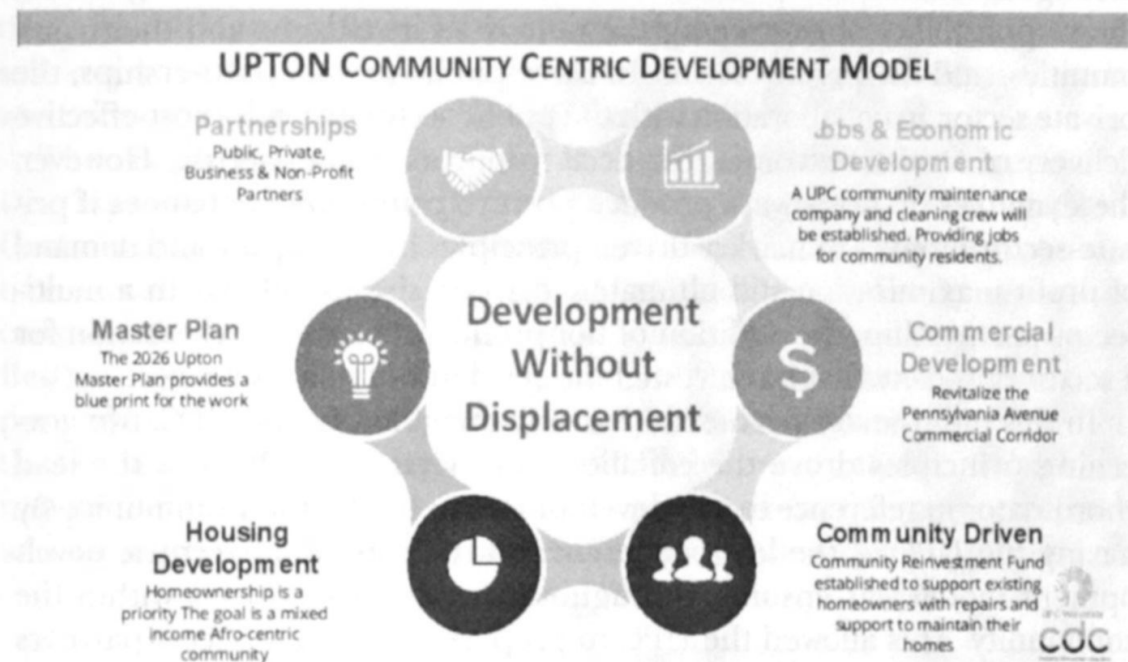 UPTON COMMUNITY CENTRIC DEVELOPMENT MODEL
Partnerships
Public, Private,
Business & Non-Profit
Partners
Jobs & Economic
Development
A UPC community maintenance
company and cleaning crew will
be established. Providing jobs
for community residents.
Master Plan
The 2026 Upton
Master Plan provides a
blue print for the work
Development
Without
Displacement
$
Commercial
Development
Revitalize the
Pennsylvania Avenue
Commercial Corridor
Housing
Development
Homeownership is a
priority The goal is a mixed
income Afro-centric
community
Community Driven
Community Reinvestment Fund
established to support existing
homeowners with repairs and
support to maintain their
homes
cdc